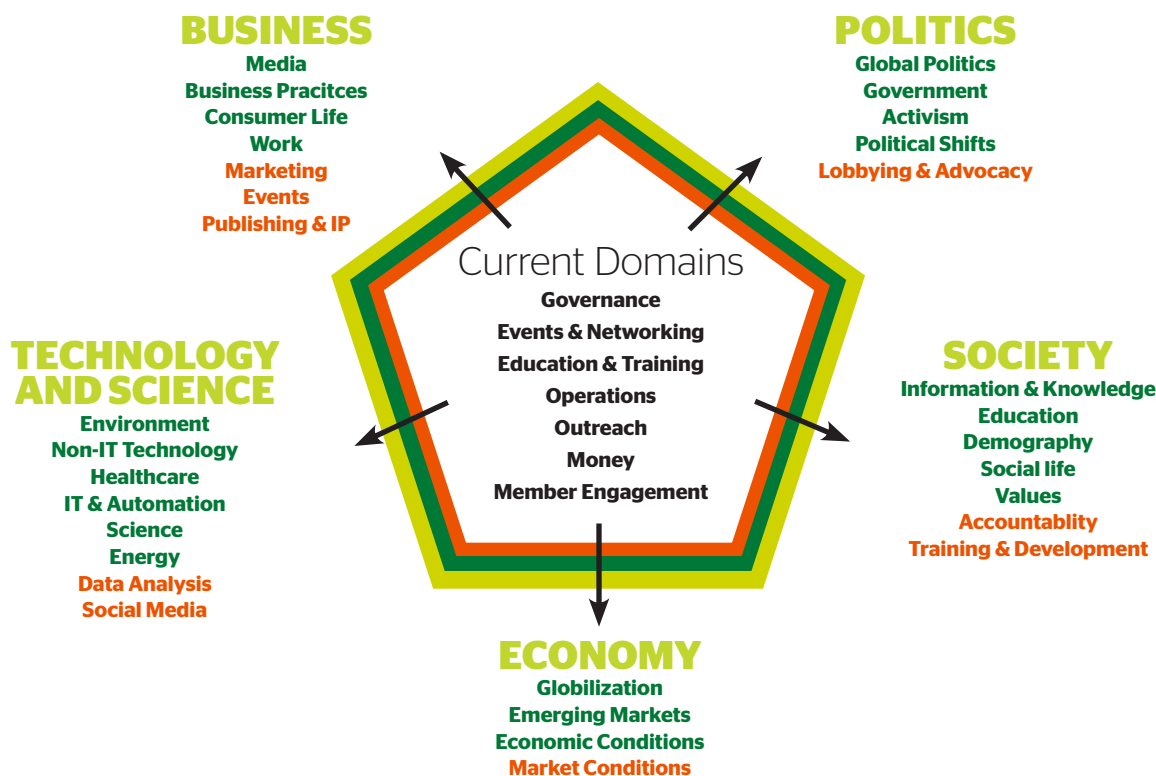 BUSINESS
Media
Business Pracitces
Consumer Life
Work
Marketing
Events
Publishing & IP
POLITICS
Global Politics
Government
Activism
Political Shifts
Lobbying & Advocacy
Current Domains
Governance
Events & Networking
Education & Training
Operations
Outreach
Money
Member Engagement
TECHNOLOGY
AND SCIENCE
Environment
Non-IT Technology
Healthcare
IT & Automation
Science
Energy
Data Analysis
Social Media
SOCIETY
Information & Knowledge
Education
Demography
Social life
Values
Accountablity
Training & Development
ECONOMY
Globilization
Emerging Markets
Economic Conditions
Market Conditions